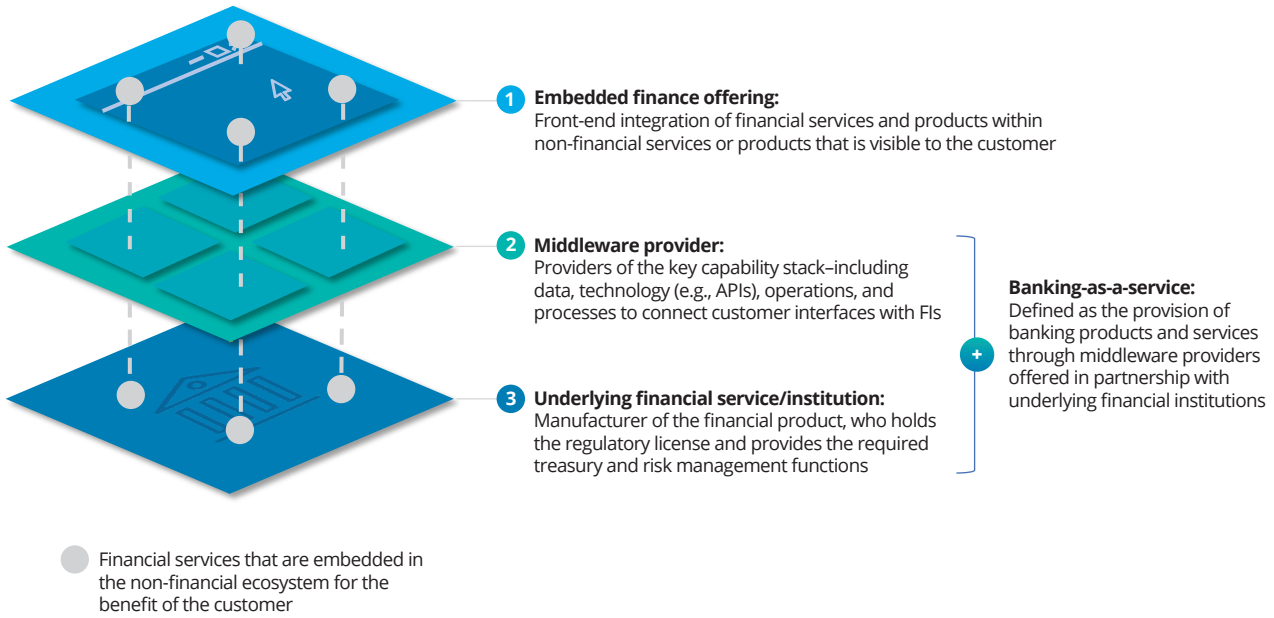 1 Embedded finance offering:
Front-end integration of financial services and products within
non-financial services or products that is visible to the customer
2 Middleware provider:
Providers of the key capability stack–including
data, technology (e.g., APIs), operations, and
processes to connect customer interfaces with FIs
3 Underlying financial service/institution:
Manufacturer of the financial product, who holds
the regulatory license and provides the required
treasury and risk management functions
+
Banking-as-a-service:
Defined as the provision of
banking products and services
through middleware providers
offered in partnership with
underlying financial institutions
Financial services that are embedded in
the non-financial ecosystem for the
benefit of the customer